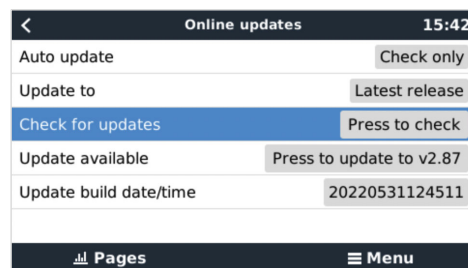 Online updates 15:42
Auto update Check only
Update to Latest release
Check for updates Press to check
Update available Press to update to v2.87
Update build date/time 20220531124511
Pages Menu